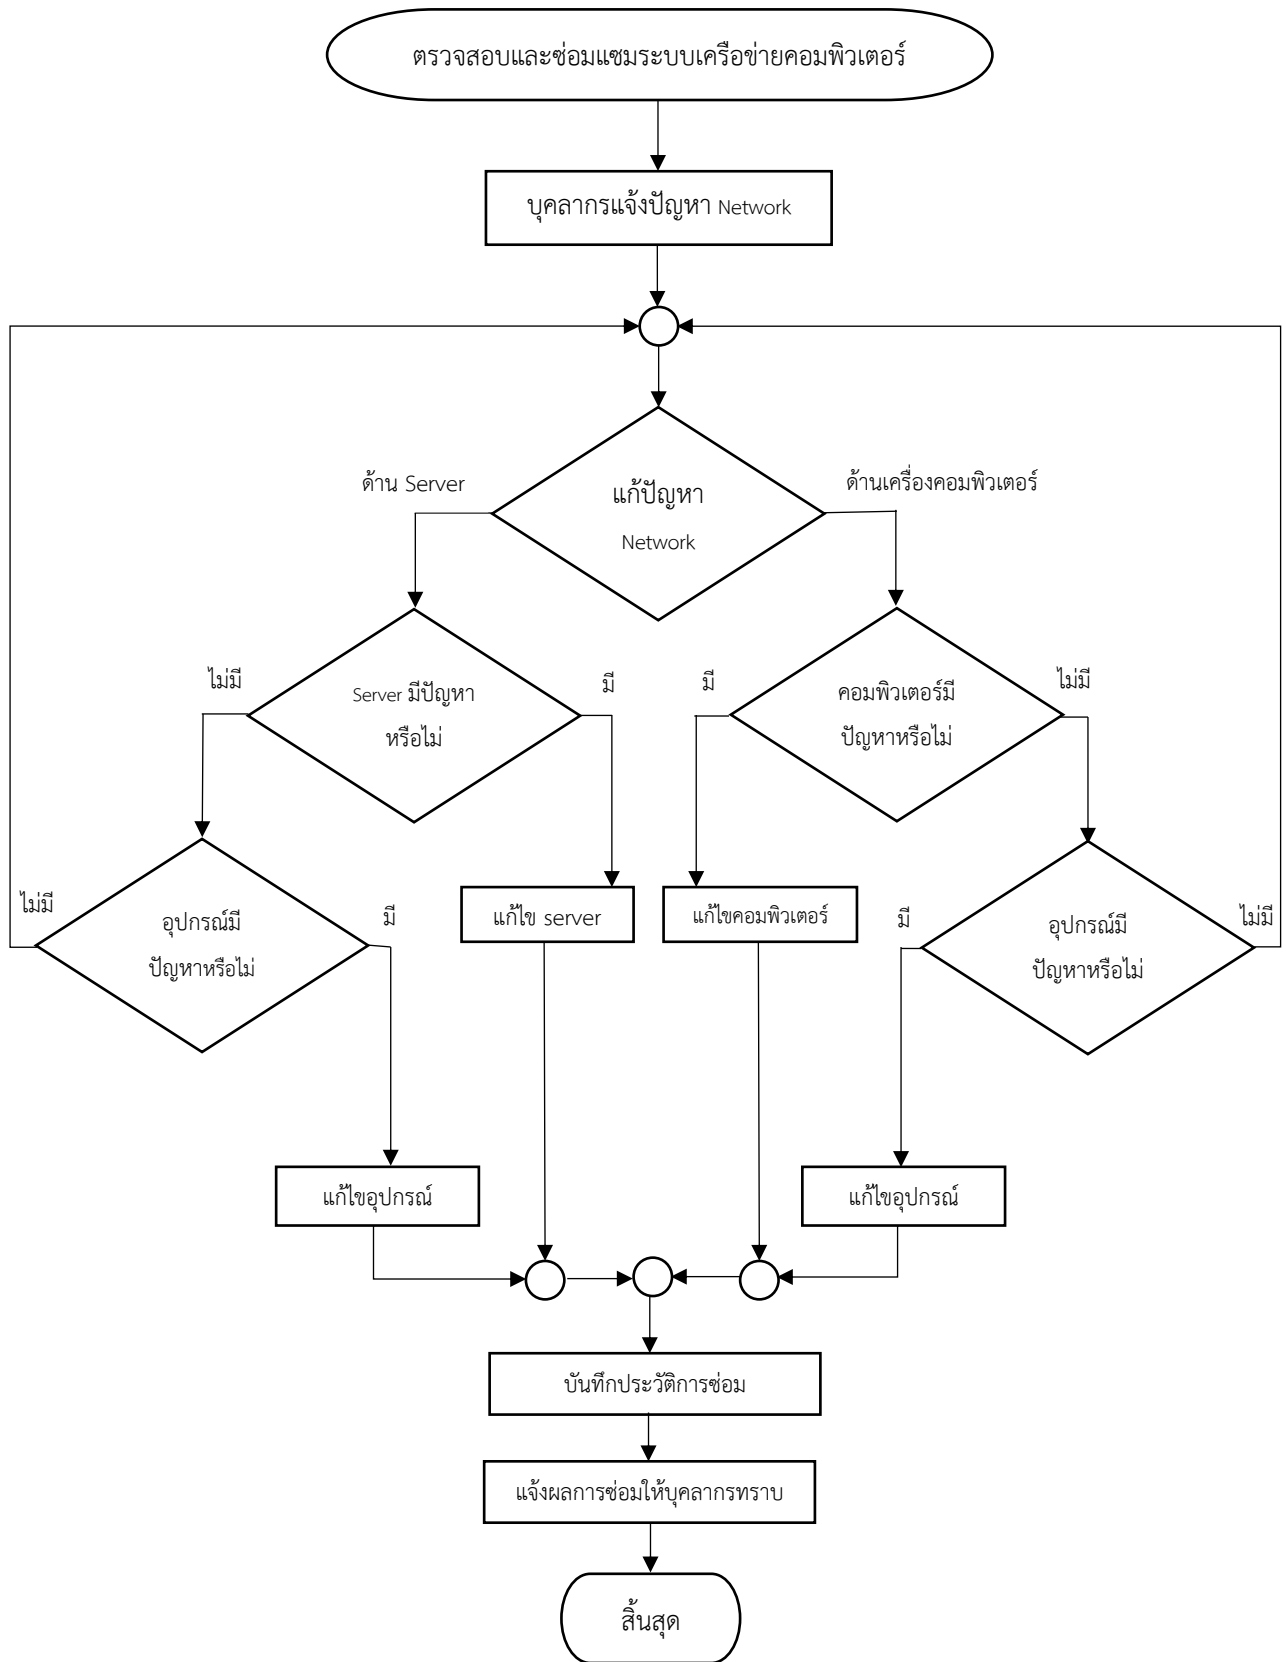 ตรวจสอบและซ่อมแซมระบบเครือข่ายคอมพิวเตอร์
บุคลากรแจ้งปัญหา Network
ด้าน Server
แก้ปัญหา
Network
ด้านเครื่องคอมพิวเตอร์
ไม่มี
Server มีปัญหา
หรือไม่
มี
มี
คอมพิวเตอร์มี
ปัญหาหรือไม่
ไม่มี
ไม่มี
อุปกรณ์มี
ปัญหาหรือไม่
มี
แก้ไข server
แก้ไขคอมพิวเตอร์
มี
อุปกรณ์มี
ปัญหาหรือไม่
ไม่มี
แก้ไขอุปกรณ์
แก้ไขอุปกรณ์
บันทึกประวัติการซ่อม
แจ้งผลการซ่อมให้บุคลากรทราบ
สิ้นสุด